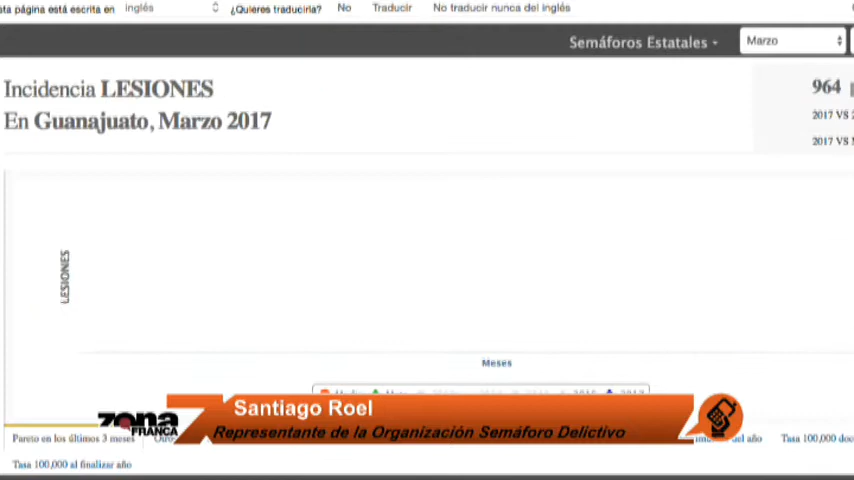 sta página está escrita en inglés ¿Quieres traducirla? No Traducir No traducir nunca del inglés
Semáforos Estatales Marzo
Incidencia LESIONES
En Guanajuato, Marzo 2017
964
2017 VS
2017 VS
LESIONES
Meses
zona
FRANCA
Santiago Roel
Representante de la Organización Semáforo Delictivo
Pareto en los últimos 3 meses del año Tasa 100,000
Tasa 100,000 al finalizar año